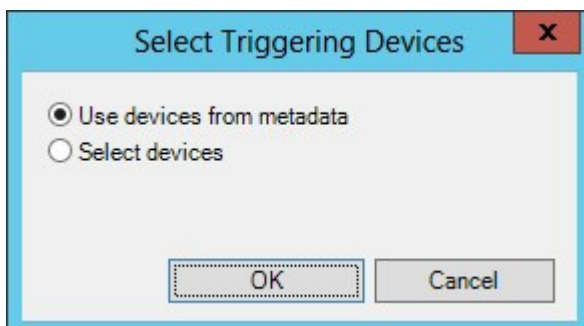 Select Triggering Devices
x
Use devices from metadata
Select devices
OK Cancel